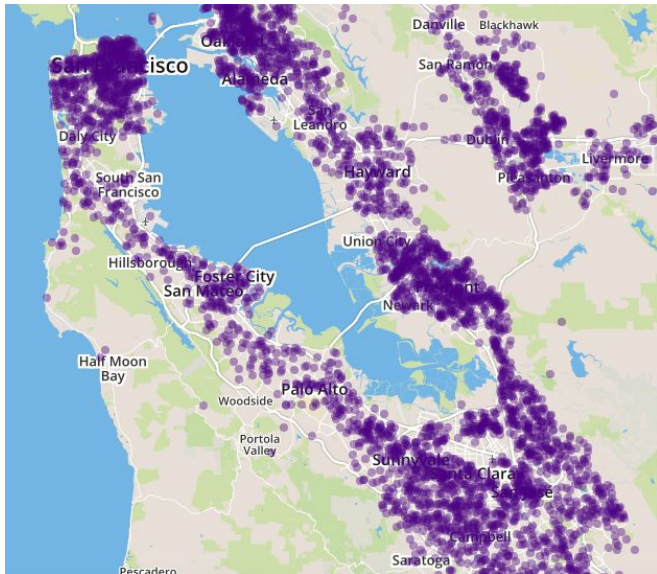 Danville
Blackhawk
Oakland
San Ramon
San Francisco
Alameda
San
Leandro
Daly City
Dublin
Livermore
Hayward
Pleasanton
South San
Francisco
Union City
Hillsborough
Foster City
San Mateo
Fremont
Newark
Half Moon
Bay
Palo Alto
Woodside
Portola
Valley
Sunnyvale
Santa Clara
San Jose
Campbell
Saratoga
Pescadero